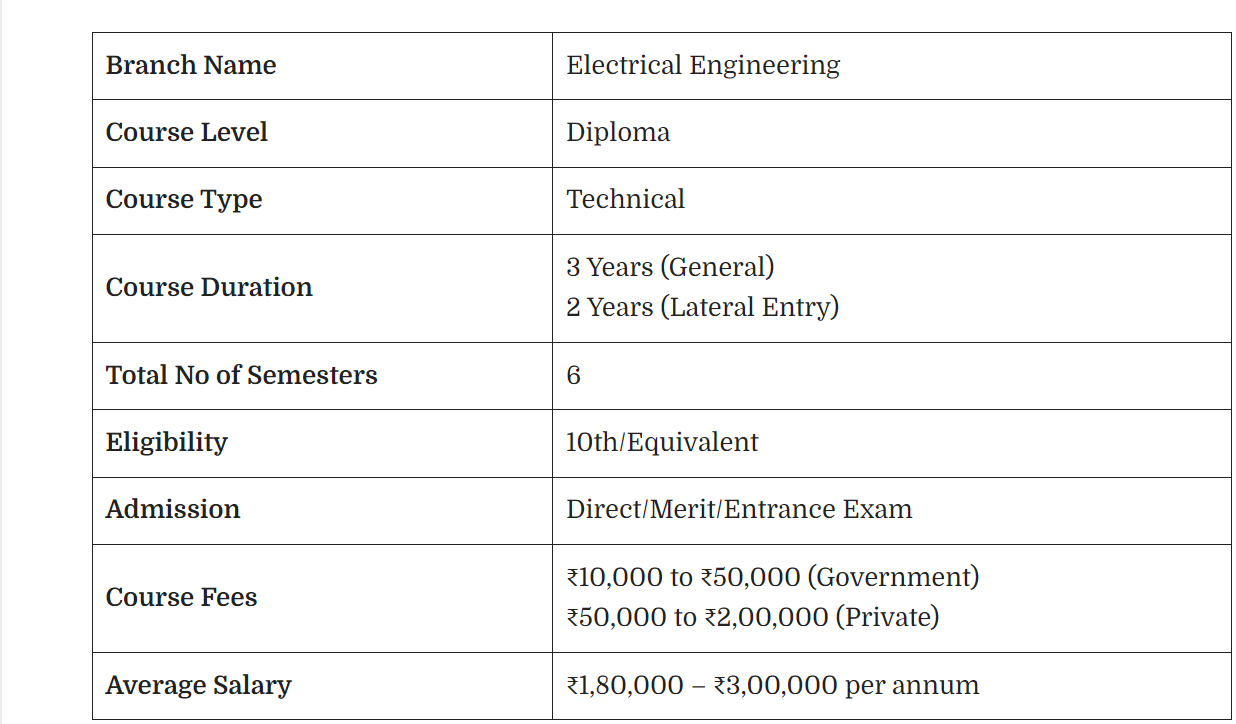 Branch Name
Electrical Engineering
Course Level
Diploma
Course Type
Technical
Course Duration
3 Years (General)
2 Years (Lateral Entry)
Total No of Semesters
6
Eligibility
10th/Equivalent
Admission
Direct/Merit/Entrance Exam
Course Fees
₹10,000 to ₹50,000 (Government)
₹50,000 to ₹2,00,000 (Private)
Average Salary
₹1,80,000 – ₹3,00,000 per annum